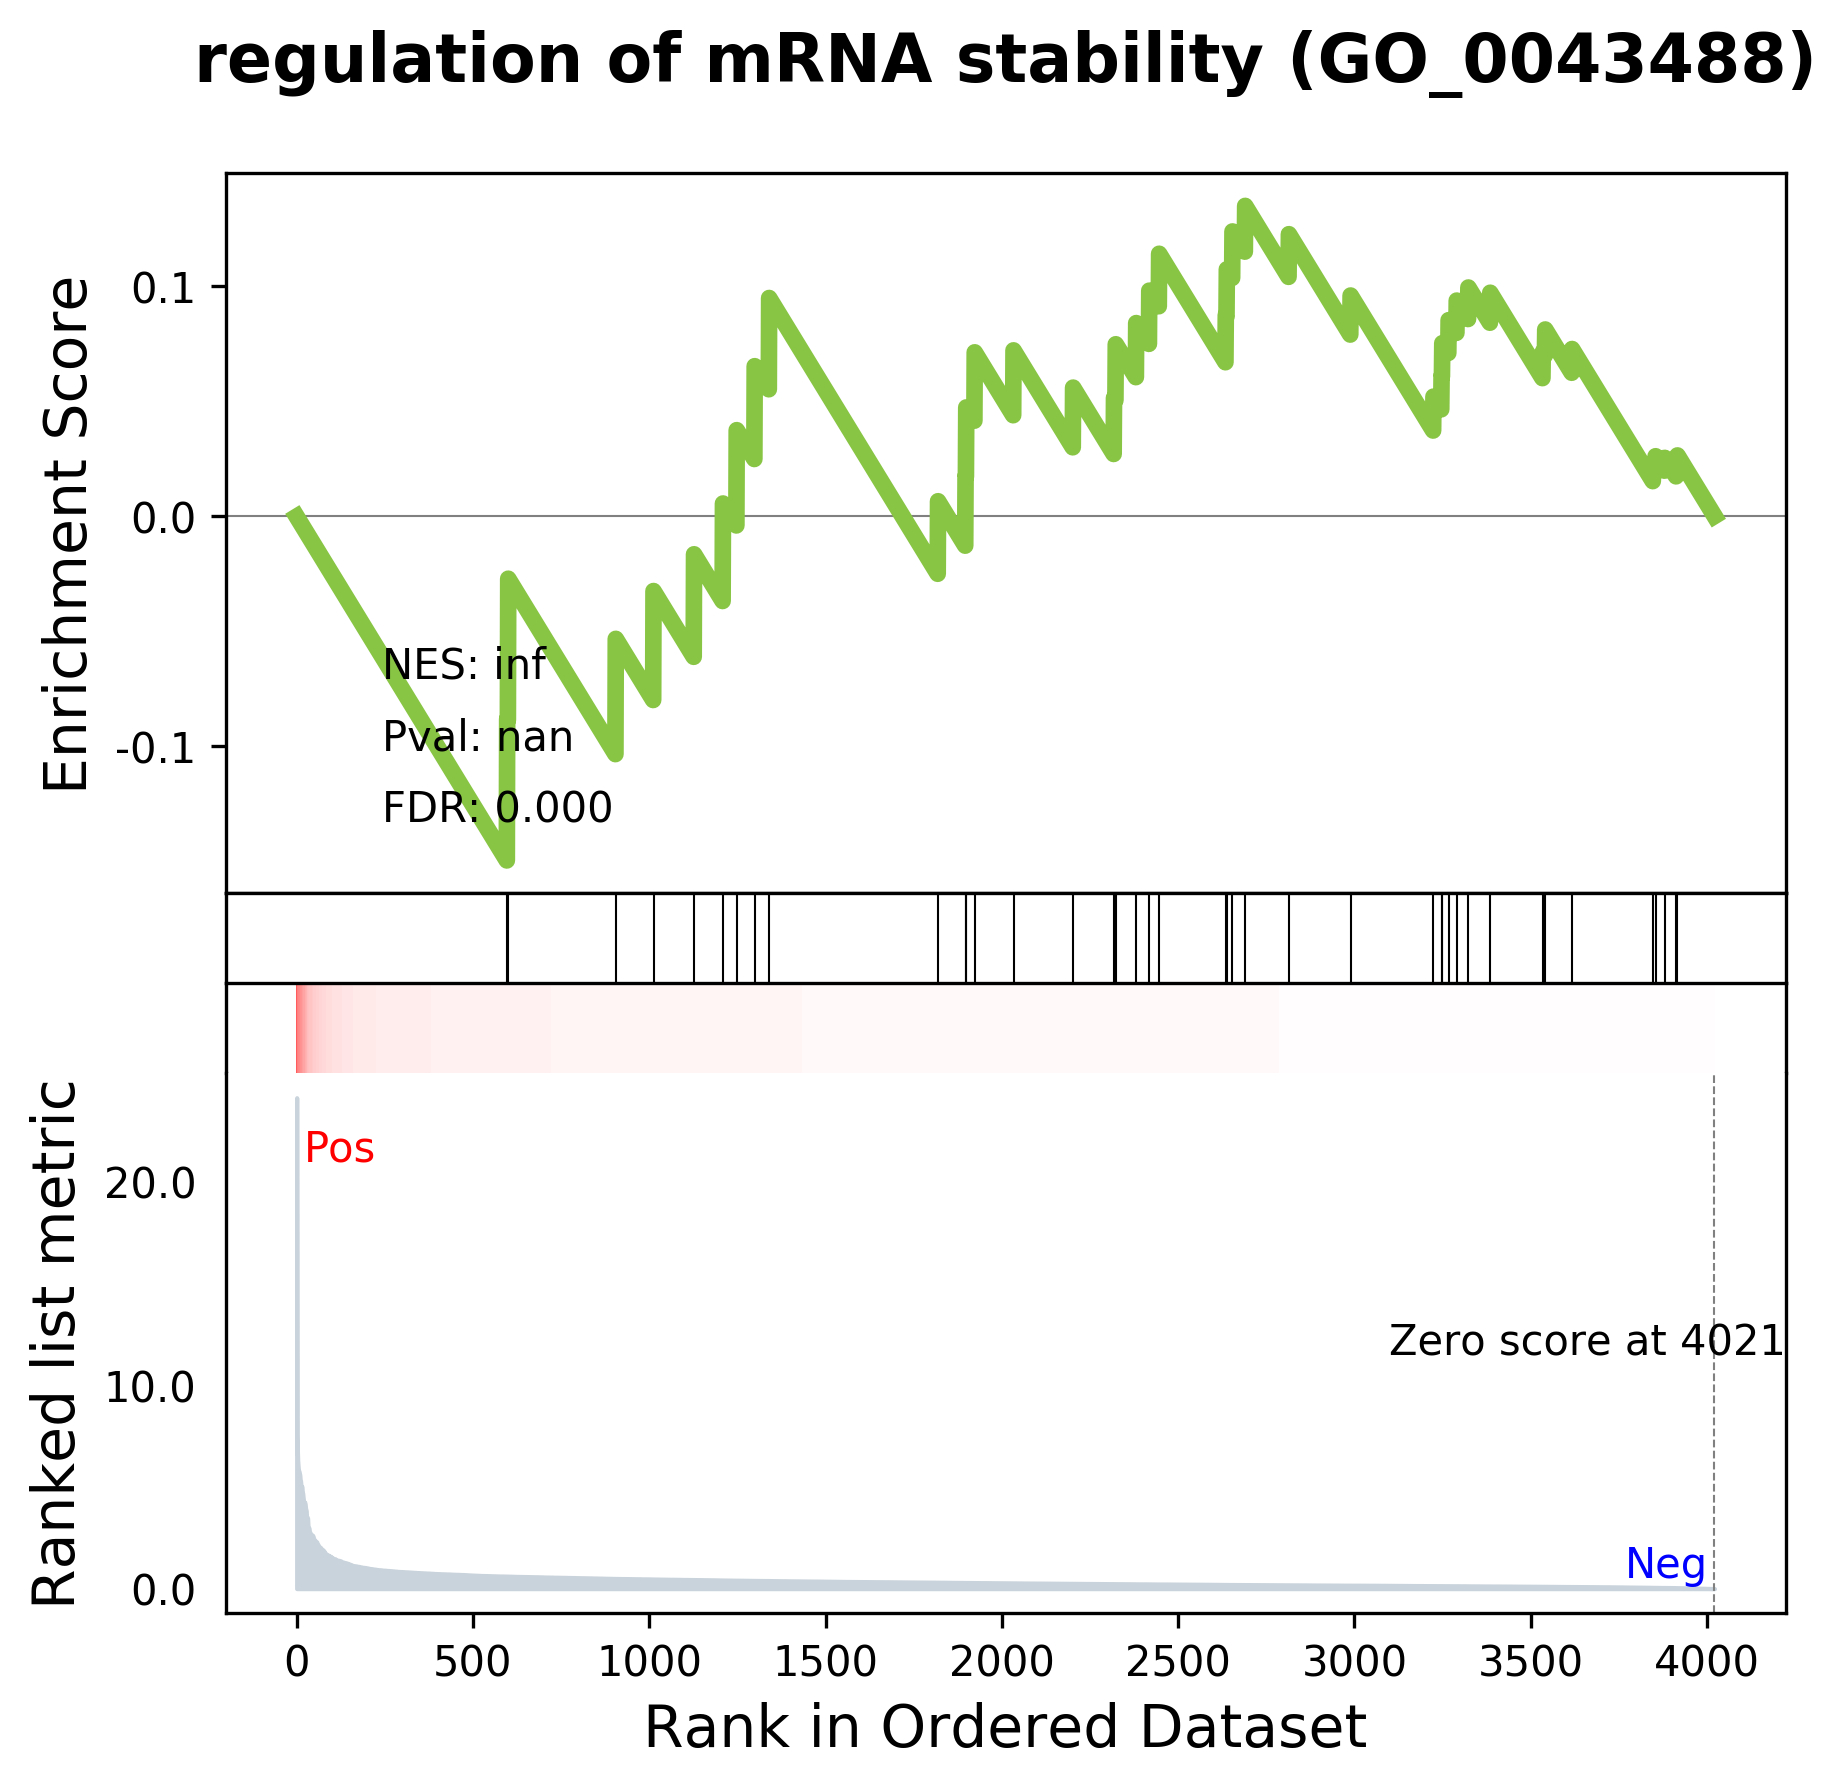 regulation of mRNA stability (GO_0043488)
Enrichment Score
0.1
0.0
-0.1
NES: inf
Pval: nan
FDR: 0.000
Ranked list metric
20.0
10.0
0.0
Pos
Zero score at 4021
Neg
0 500 1000 1500 2000 2500 3000 3500 4000
Rank in Ordered Dataset